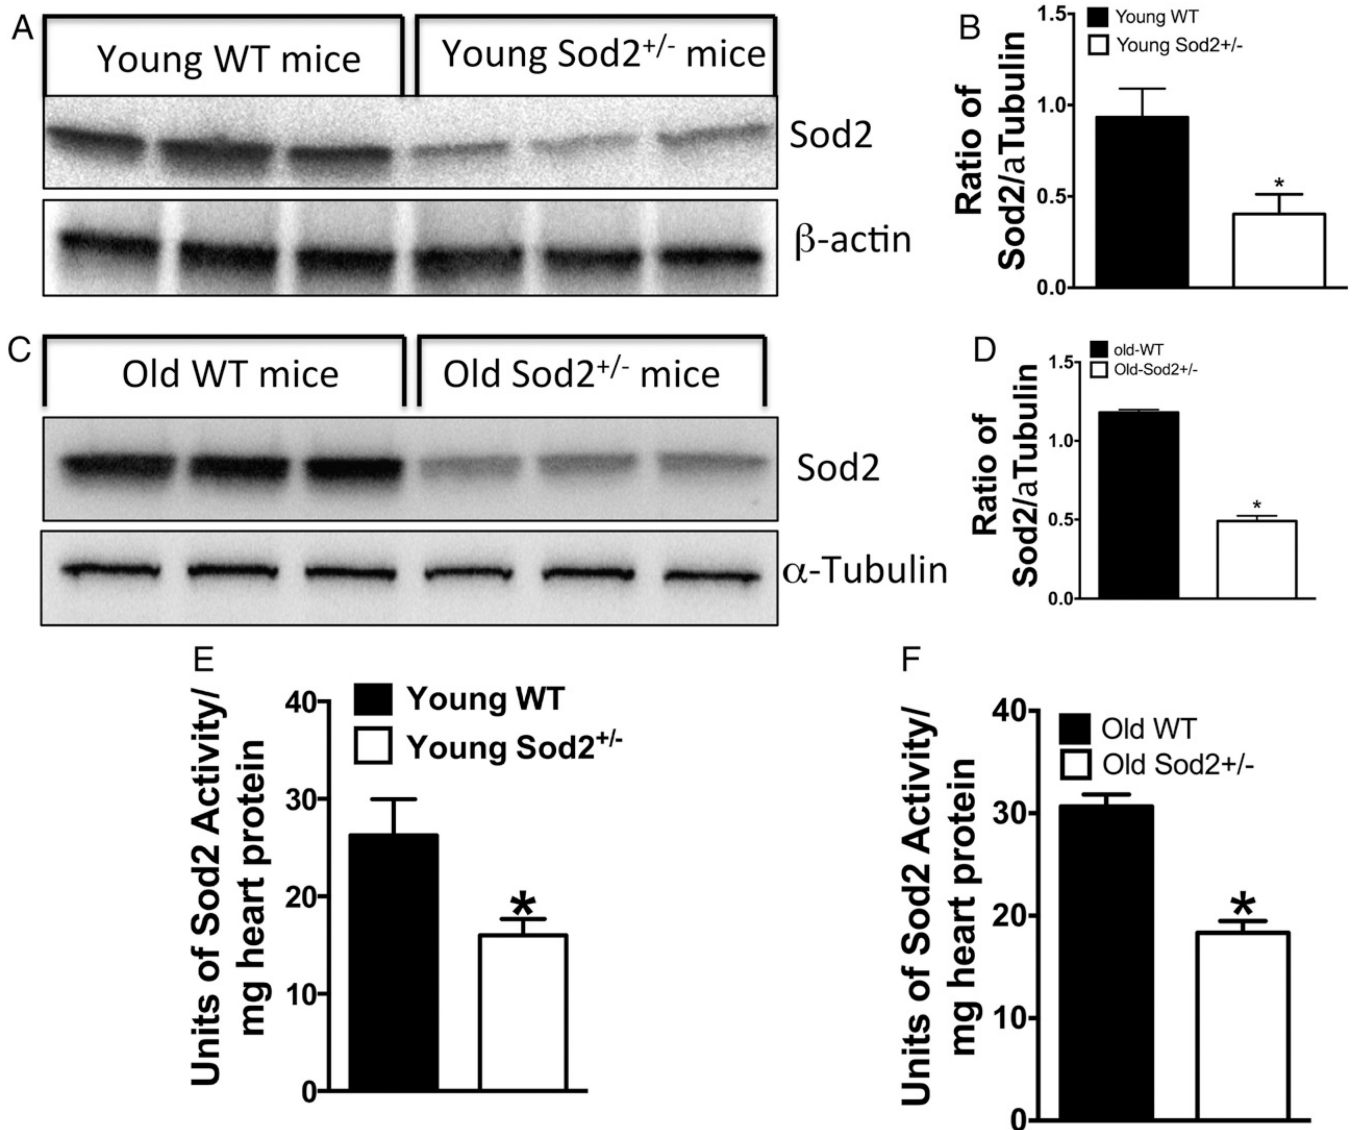 A
Young WT mice
Young Sod2+/- mice
Sod2
β-actin
B
Young WT
Young Sod2+/-
Ratio of
Sod2/aTubulin
1.5
1.0
0.5
0.0
*
C
Old WT mice
Old Sod2+/- mice
Sod2
α-Tubulin
D
old-WT
Old-Sod2+/-
Ratio of
Sod2/aTubulin
1.5
1.0
0.5
0.0
*
E
Young WT
Young Sod2+/-
Units of Sod2 Activity/
mg heart protein
40
30
20
10
0
*
F
Old WT
Old Sod2+/-
Units of Sod2 Activity/
mg heart protein
40
30
20
10
0
*